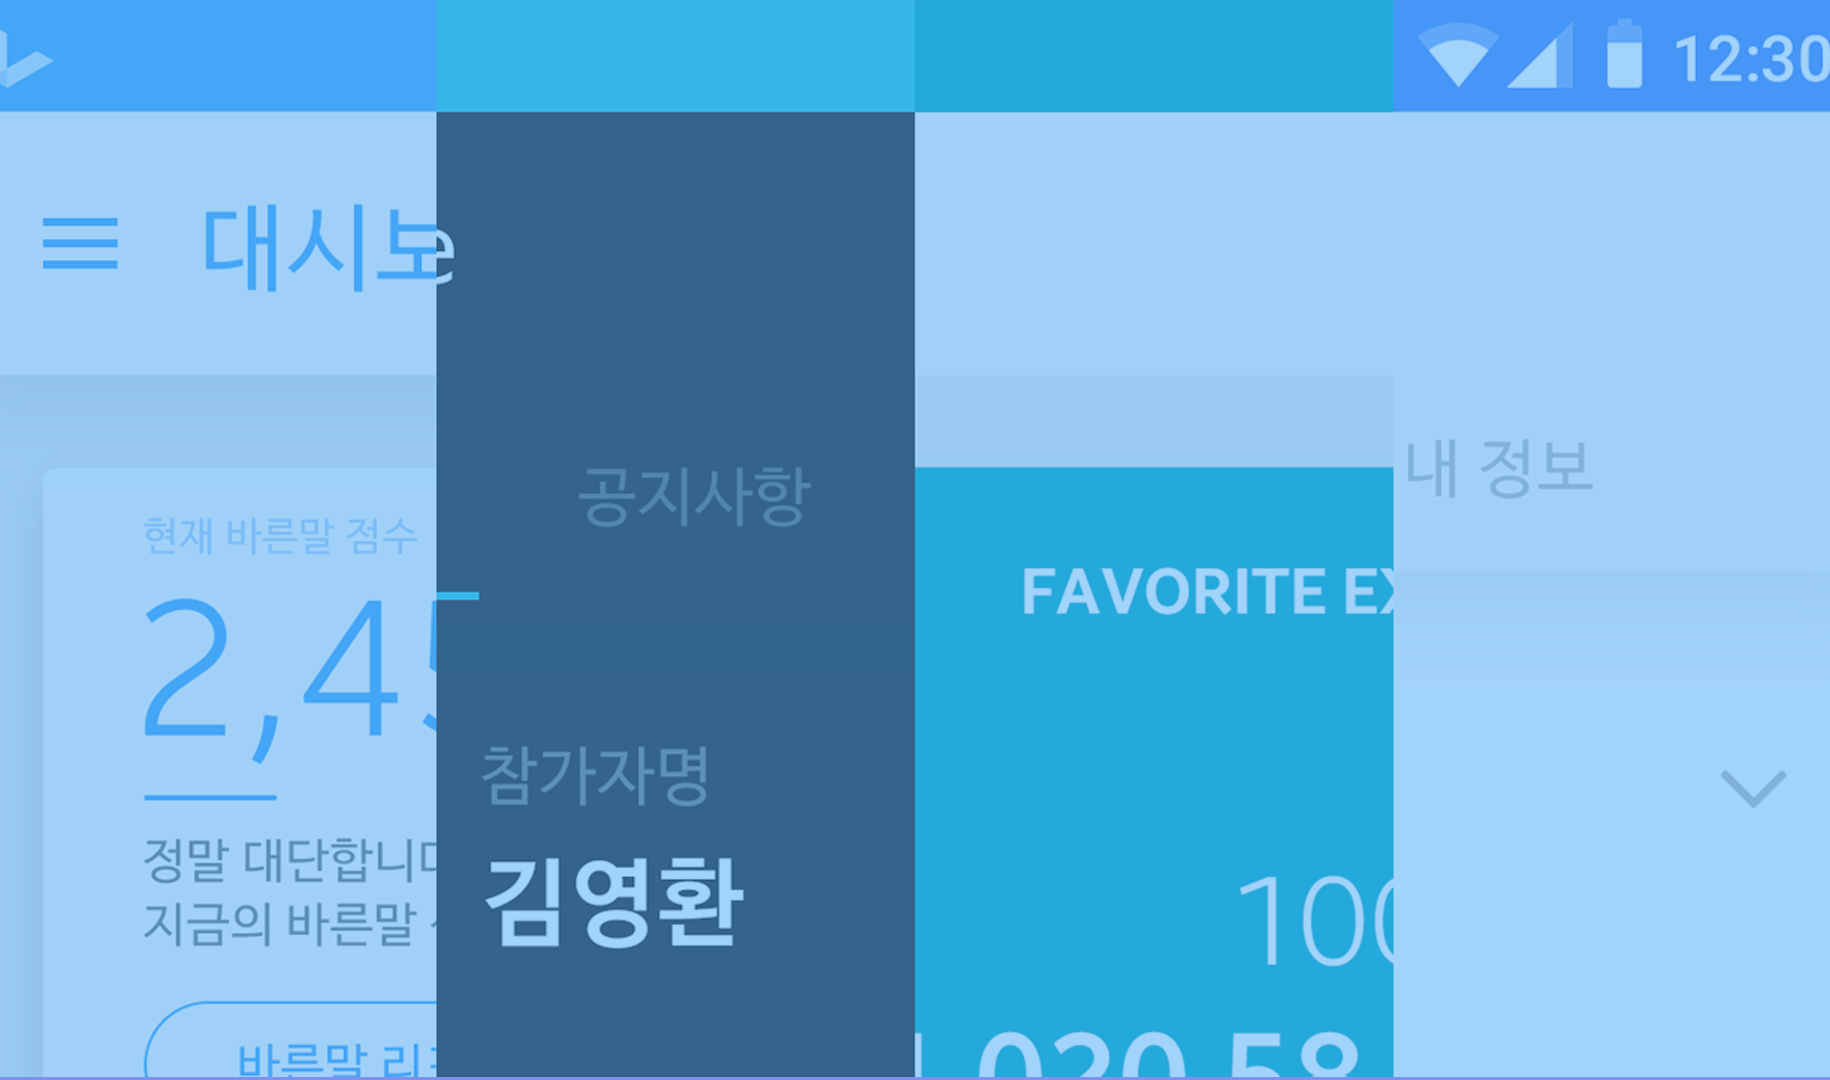 12:30
대시보
e
현재 바른말 점수
2,45
정말 대단합니다
지금의 바른말
바른말 리
공지사항
참가자명
김영환
FAVORITE EX
100
1,020.58
내 정보